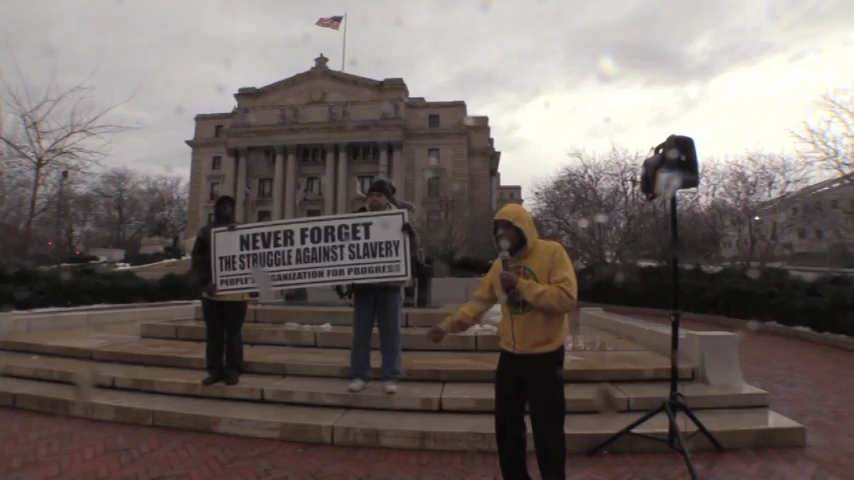 NEVER FORGET
THE STRUGGLE AGAINST SLAVERY
PEOPLE'S ORGANIZATION FOR PROGRESS